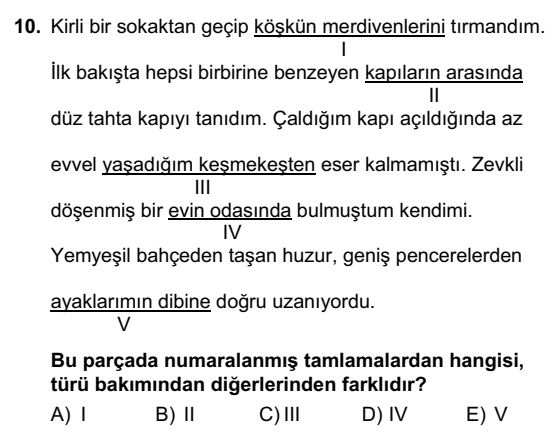 10. Kirli bir sokaktan geçip köşkün merdivenlerini tırmandım.
I
İlk bakışta hepsi birbirine benzeyen kapıların arasında
II
düz tahta kapıyı tanıdım. Çaldığım kapı açıldığında az
evvel yaşadığım keşmekeşten eser kalmamıştı. Zevkli
III
döşenmiş bir evin odasında bulmuştum kendimi.
IV
Yemyeşil bahçeden taşan huzur, geniş pencerelerden
ayaklarımın dibine doğru uzanıyordu.
V
Bu parçada numaralanmış tamlamalardan hangisi,
türü bakımından diğerlerinden farklıdır?
A) I B) II C) III D) IV E) V